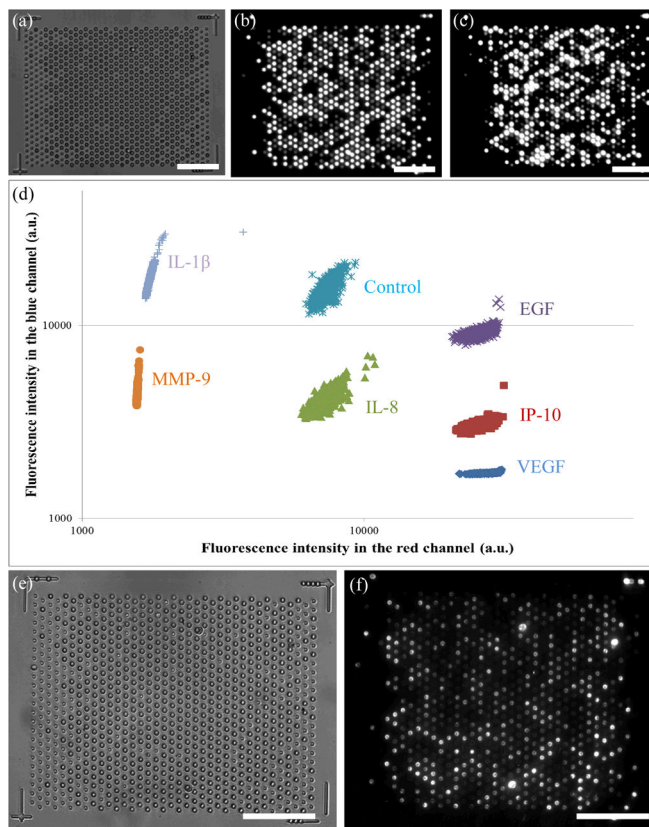 (a)
(b)
(c)
(d)
Fluorescence intensity in the blue channel (a.u.)
10000
1000
IL-1β
Control
EGF
MMP-9
IL-8
IP-10
VEGF
1000
10000
Fluorescence intensity in the red channel (a.u.)
(e)
(f)